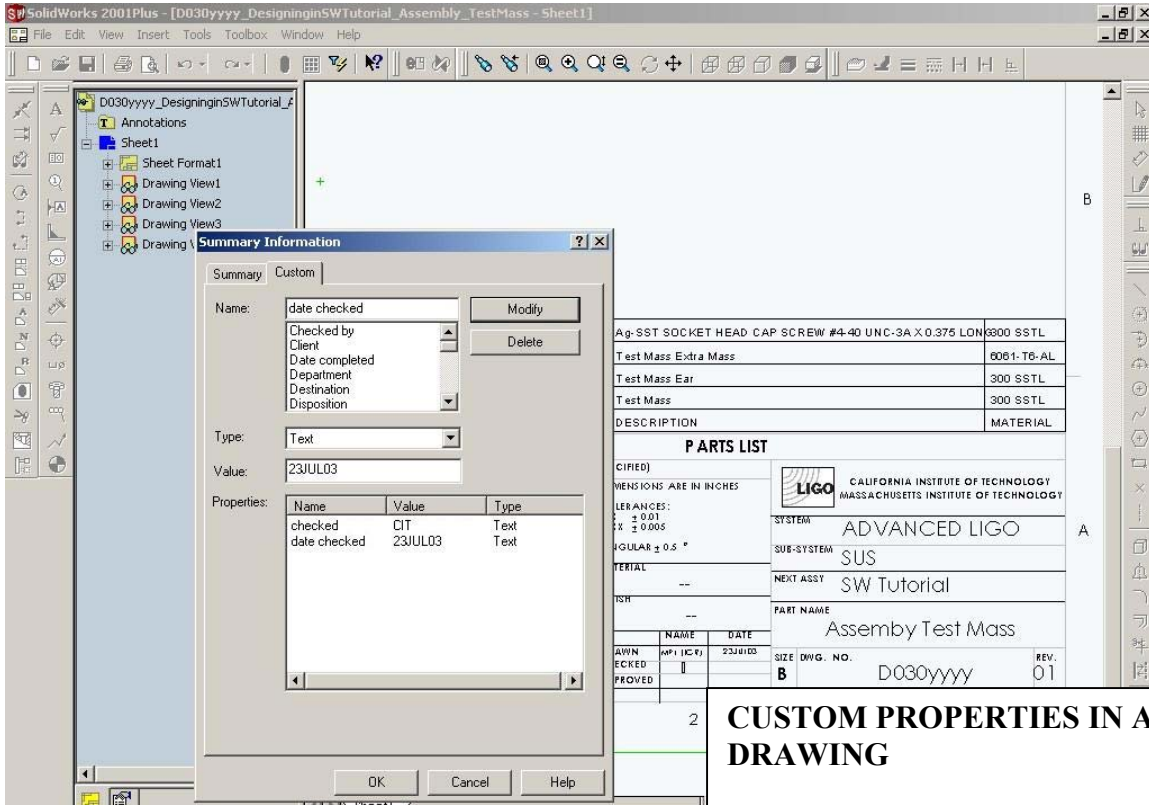 SolidWorks 2001Plus - [D030yyyy_DesigninginSWTutorial_Assembly_TestMass - Sheet1]
File Edit View Insert Tools Toolbox Window Help
D030yyyy_DesigninginSWTutorial_A
Annotations
Sheet1
Sheet Format1
Drawing View1
Drawing View2
Drawing View3
Drawing V
Summary Information
Summary Custom
Name: date checked Modify
Checked by
Client
Date completed
Department
Destination
Disposition
Delete
Type: Text
Value: 23JUL03
Properties:
Name Value Type
checked CIT Text
date checked 23JUL03 Text
OK Cancel Help
B
Ag-SST SOCKET HEAD CAP SCREW #4-40 UNC-3A X 0.375 LONG 300 SSTL
Test Mass Extra Mass 6061-T6-AL
Test Mass Ear 300 SSTL
Test Mass 300 SSTL
DESCRIPTION MATERIAL
PARTS LIST
CIFIED)
MENSIONS ARE IN INCHES
LERANCES:
± 0.01
X ± 0.005
NGULAR ± 0.5 °
TERIAL
--
ISH
--
NAME DATE
AWN 23JUL03
ECKED
PROVED
LIGO
CALIFORNIA INSTITUTE OF TECHNOLOGY
MASSACHUSETTS INSTITUTE OF TECHNOLOGY
SYSTEM ADVANCED LIGO
A
SUB-SYSTEM SUS
NEXT ASSY SW Tutorial
PART NAME
Assemby Test Mass
SIZE DWG. NO. REV.
B D030yyyy 01
2
CUSTOM PROPERTIES IN A
DRAWING